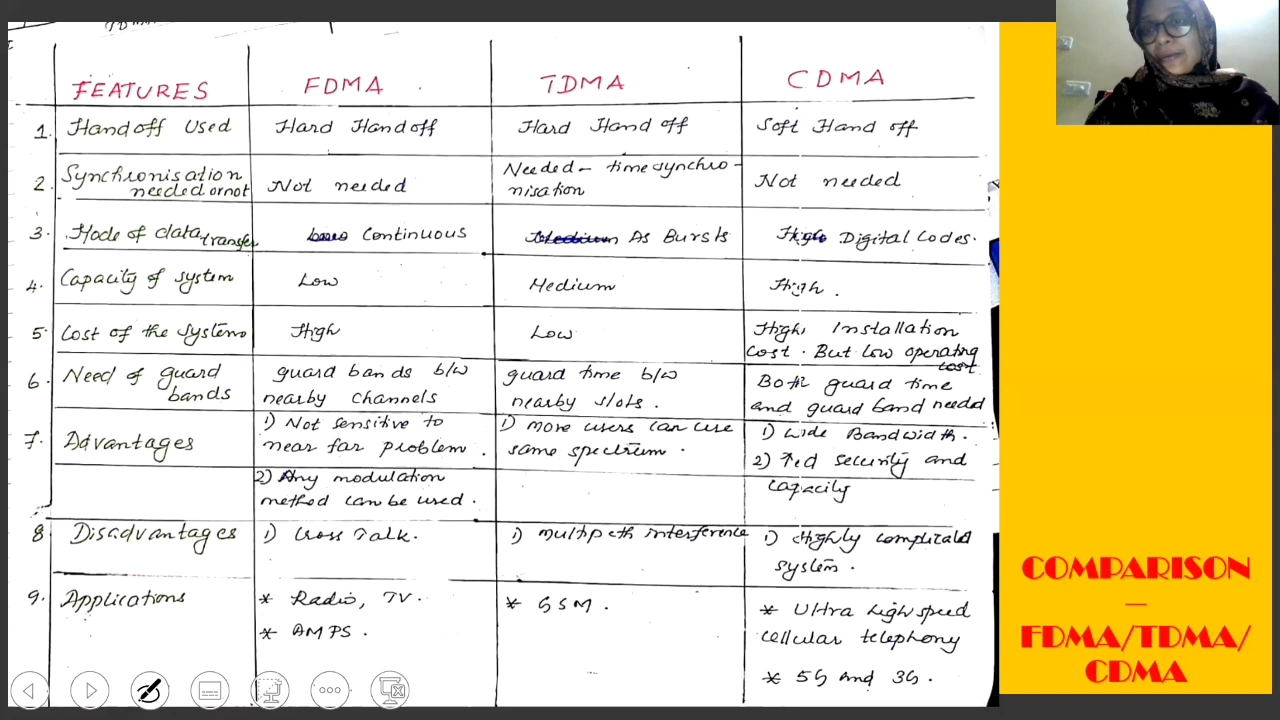 FEATURES FDMA TDMA CDMA
1. Hand off Used Hard Hand off Hard Hand off Soft Hand off
2. Synchronisation needed or not Not needed Needed – time synchro-nisation Not needed
3. Mode of data transfer Continuous As Bursts Digital Codes.
4. Capacity of system Low Medium High.
5. Cost of the system High Low High, Installation cost. But low operating cost
6. Need of guard bands guard bands b/w nearby channels guard time b/w nearby slots. Both guard time and guard band needed
7. Advantages 1) Not sensitive to near far problem. 1) more users can use same spectrum. 1) Wide Bandwidth.
2) Any modulation method can be used. 2) ↑ed security and capacity
8. Disadvantages 1) Cross Talk. 1) multipath interference 1) Highly complicated system.
9. Applications * Radio, TV. * GSM. * Ultra high speed cellular telephony
* AMPS. * 5G and 3G.
COMPARISON
–
FDMA/TDMA/
CDMA